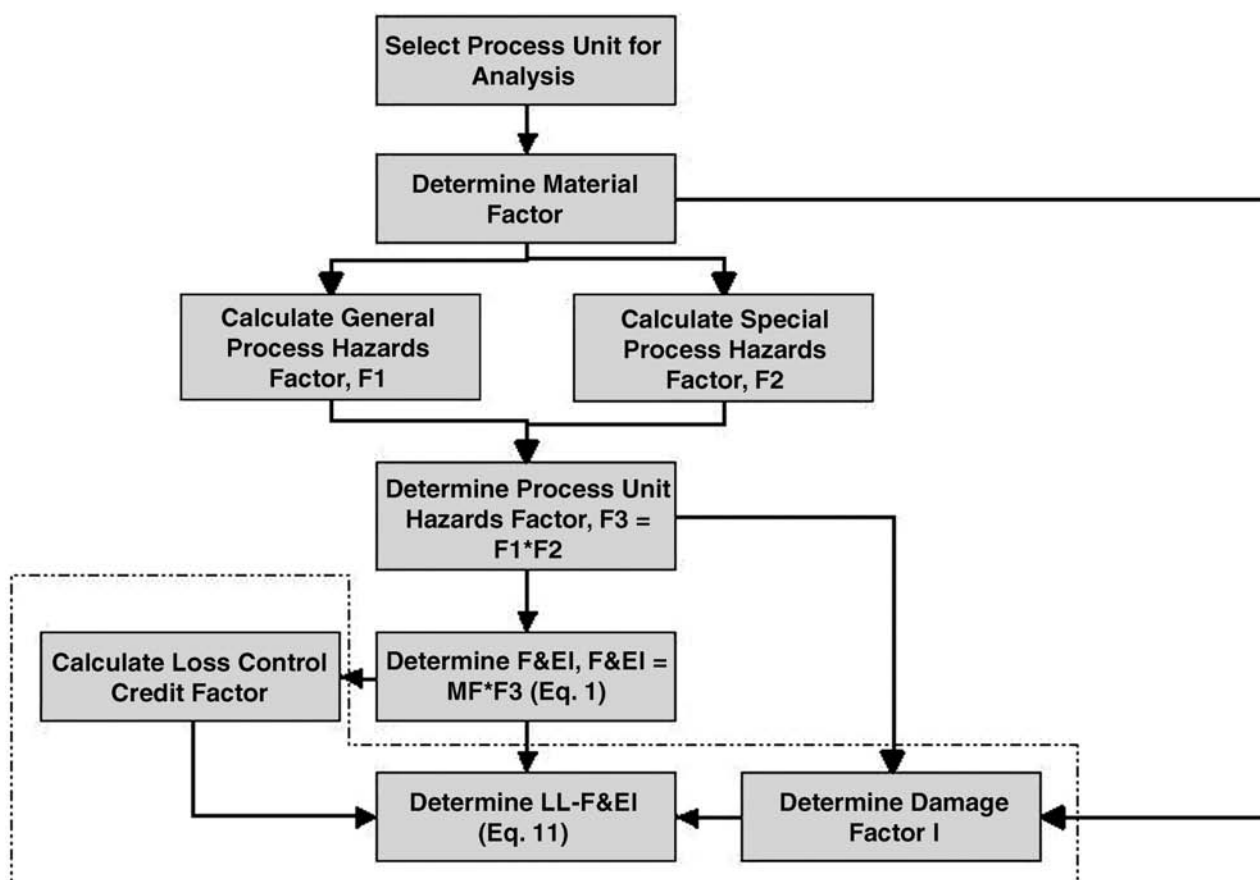 Select Process Unit for
Analysis
Determine Material
Factor
Calculate General
Process Hazards
Factor, F1
Calculate Special
Process Hazards
Factor, F2
Determine Process Unit
Hazards Factor, F3 =
F1*F2
Calculate Loss Control
Credit Factor
Determine F&EI, F&EI =
MF*F3 (Eq. 1)
Determine LL-F&EI
(Eq. 11)
Determine Damage
Factor I